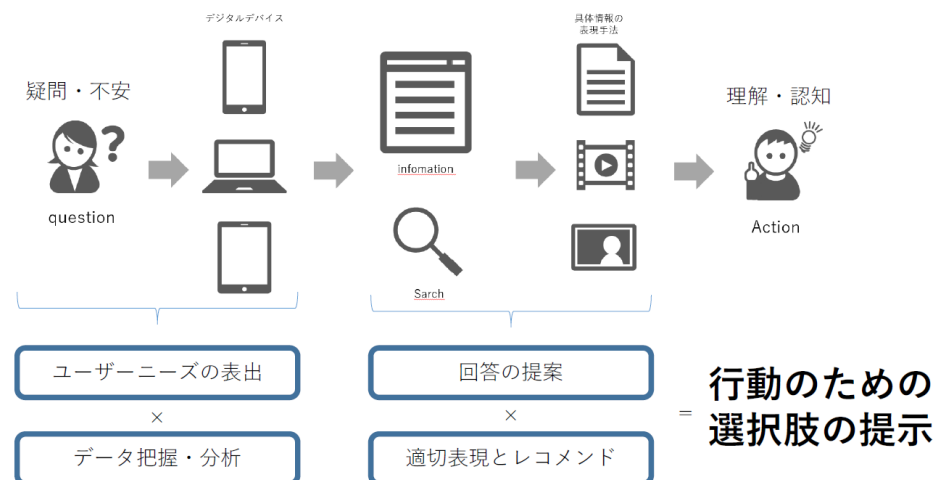 デジタルデバイス
具体情報の
表現手法
疑問・不安
理解・認知
?
infomation
question
Action
Sarch
ユーザーニーズの表出
回答の提案
×
×
=
行動のための
選択肢の提示
データ把握・分析
適切表現とレコメンド